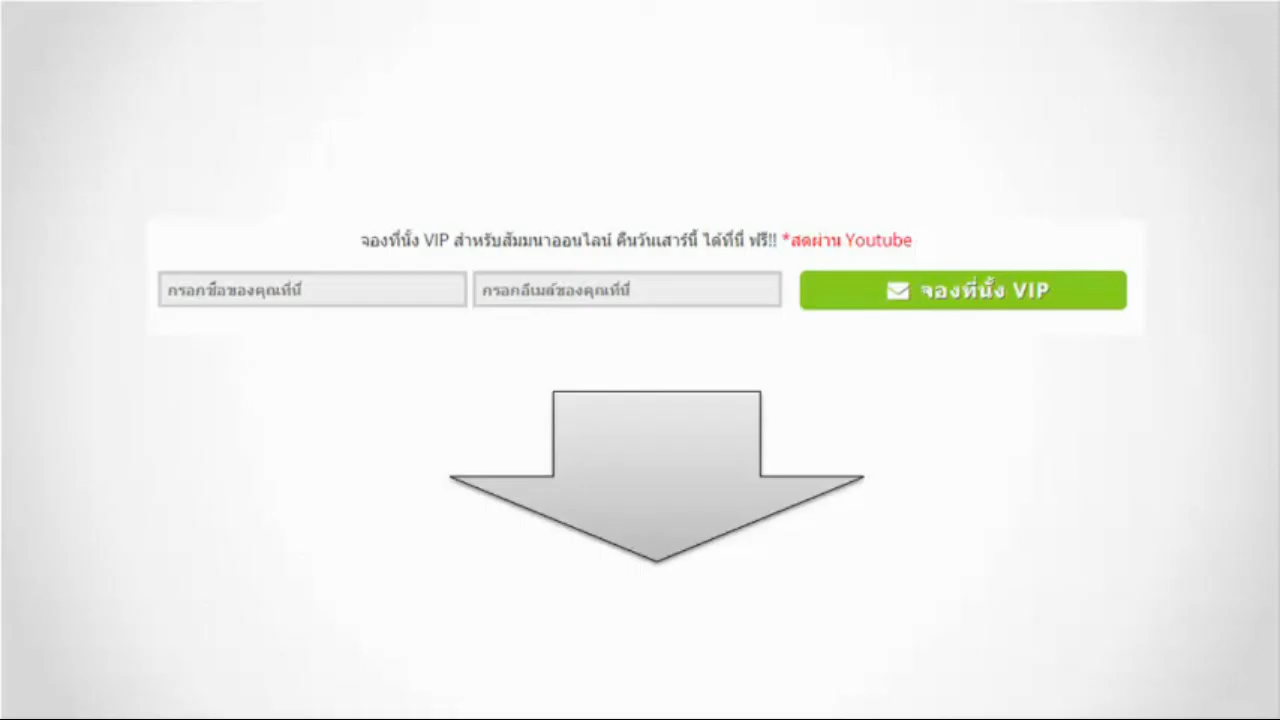 จองที่นั้ง VIP สำหรับสัมมนาออนไลน์ คืนวันเสาร์นี้ ได้ที่นี่ ฟรี!! *สดผ่าน Youtube
กรอกชื่อของคุณที่นี่ กรอกอีเมล์ของคุณที่นี่ จองที่นั้ง VIP